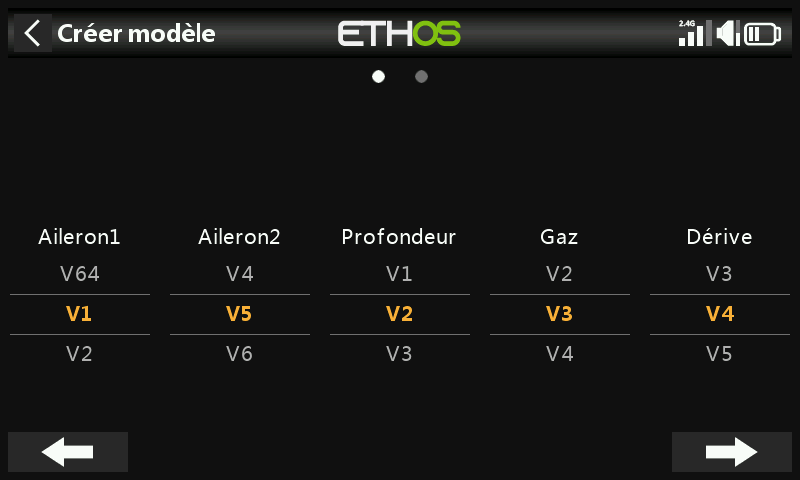 Créer modèle
ETHOS
2.4G
Aileron1 Aileron2 Profondeur Gaz Dérive
V64 V4 V1 V2 V3
V1 V5 V2 V3 V4
V2 V6 V3 V4 V5